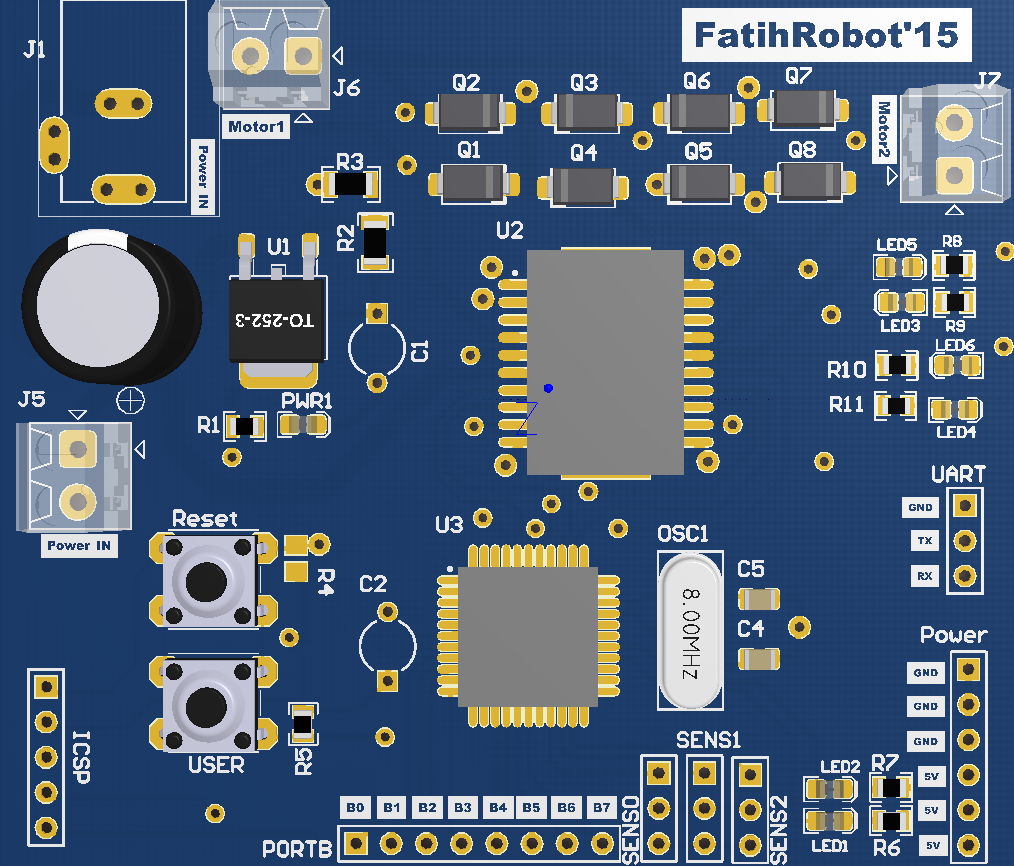 FatihRobot'15
J1
J6
J7
Motor1
Motor2
Power IN
Q2
Q3
Q6
Q7
Q1
Q4
Q5
Q8
R3
R2
U2
U1
TO-252-3
C1
LED5
R8
LED3
R9
LED6
R10
R11
LED4
J5
PWR1
R1
Power IN
UART
GND
TX
RX
Reset
R4
U3
OSC1
8.00MHZ
C5
C4
C2
Power
GND
GND
GND
5V
5V
5V
ICSP
USER
R5
SENS1
SENS0
SENS2
LED2
R7
LED1
R6
B0
B1
B2
B3
B4
B5
B6
B7
PORTB